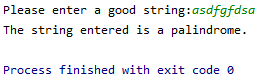 Please enter a good string:asdfgfdsa
The string entered is a palindrome.
Process finished with exit code 0